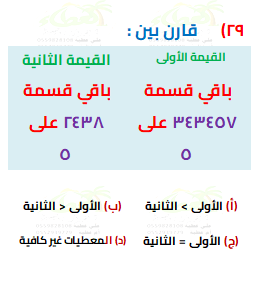 ٢٩) قارن بين :
القيمة الأولى
القيمة الثانية
باقي قسمة
٣٤٣٤٥٧ على
٥
باقي قسمة
٢٤٣٨ على
٥
(أ) الأولى > الثانية
(ب) الأولى < الثانية
(ج) الأولى = الثانية
(د) المعطيات غير كافية